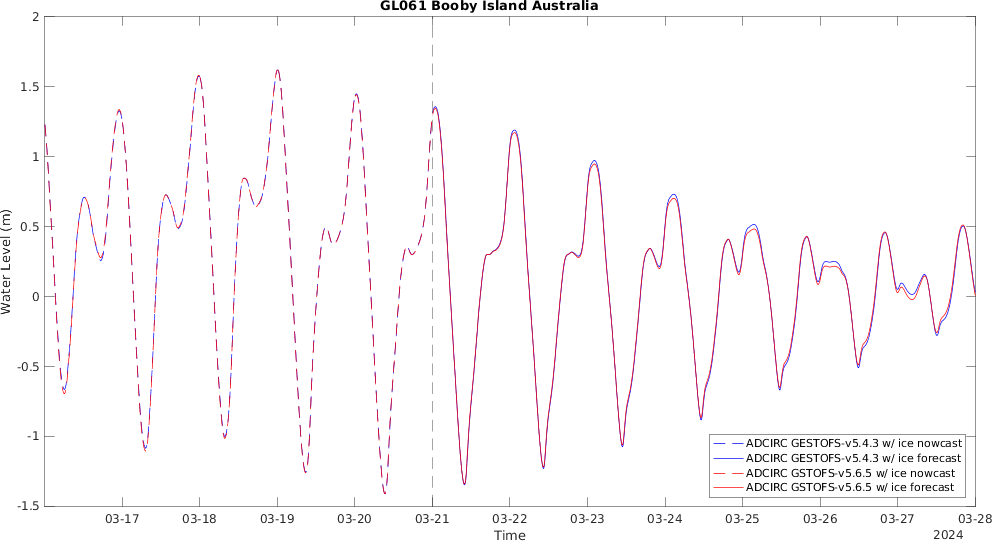 GL061 Booby Island Australia
2
1.5
1
0.5
0
-0.5
-1
-1.5
Water Level (m)
03-17 03-18 03-19 03-20 03-21 03-22 03-23 03-24 03-25 03-26 03-27 03-28
Time
2024
ADCIRC GESTOFS-v5.4.3 w/ ice nowcast
ADCIRC GESTOFS-v5.4.3 w/ ice forecast
ADCIRC GSTOFS-v5.6.5 w/ ice nowcast
ADCIRC GSTOFS-v5.6.5 w/ ice forecast